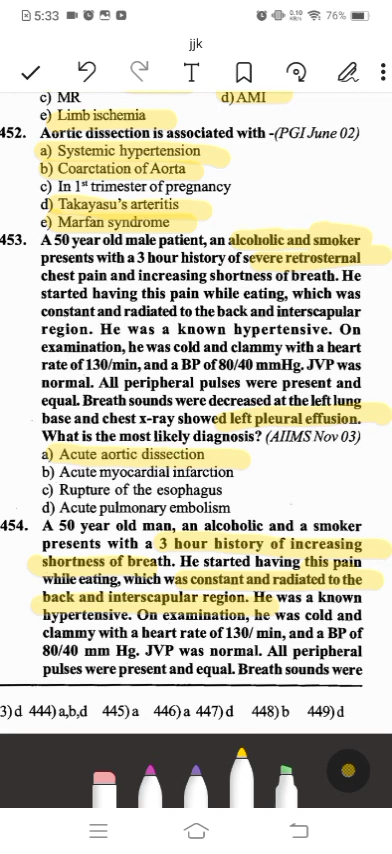 5:33
0.10
KB/s
76%
jjk
T
c) MR d) AMI
e) Limb ischemia
452. Aortic dissection is associated with -(PGI June 02)
a) Systemic hypertension
b) Coarctation of Aorta
c) In 1st trimester of pregnancy
d) Takayasu's arteritis
e) Marfan syndrome
453. A 50 year old male patient, an alcoholic and smoker
presents with a 3 hour history of severe retrosternal
chest pain and increasing shortness of breath. He
started having this pain while eating, which was
constant and radiated to the back and interscapular
region. He was a known hypertensive. On
examination, he was cold and clammy with a heart
rate of 130/min, and a BP of 80/40 mmHg. JVP was
normal. All peripheral pulses were present and
equal. Breath sounds were decreased at the left lung
base and chest x-ray showed left pleural effusion.
What is the most likely diagnosis? (AIIMS Nov 03)
a) Acute aortic dissection
b) Acute myocardial infarction
c) Rupture of the esophagus
d) Acute pulmonary embolism
454. A 50 year old man, an alcoholic and a smoker
presents with a 3 hour history of increasing
shortness of breath. He started having this pain
while eating, which was constant and radiated to the
back and interscapular region. He was a known
hypertensive. On examination, he was cold and
clammy with a heart rate of 130/ min, and a BP of
80/40 mm Hg. JVP was normal. All peripheral
pulses were present and equal. Breath sounds were
3)d 444)a,b,d 445)a 446)a 447)d 448)b 449)d